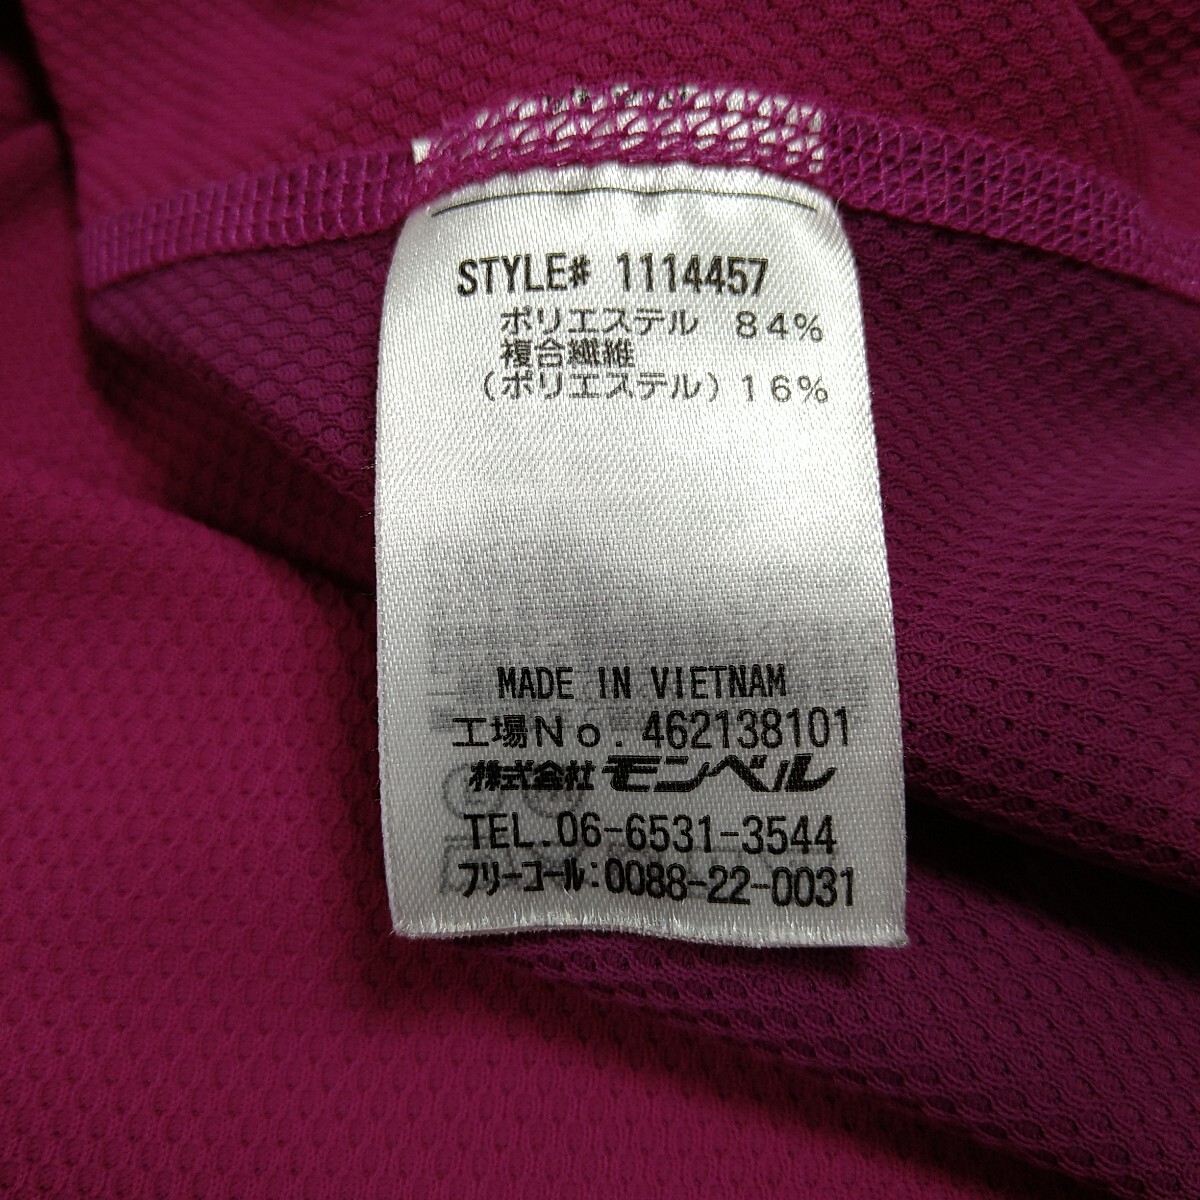 STYLE# 1114457
ポリエステル 84%
複合繊維
(ポリエステル)16%
MADE IN VIETNAM
工場No. 462138101
株式会社モンベル
TEL.06-6531-3544
フリーコール:0088-22-0031